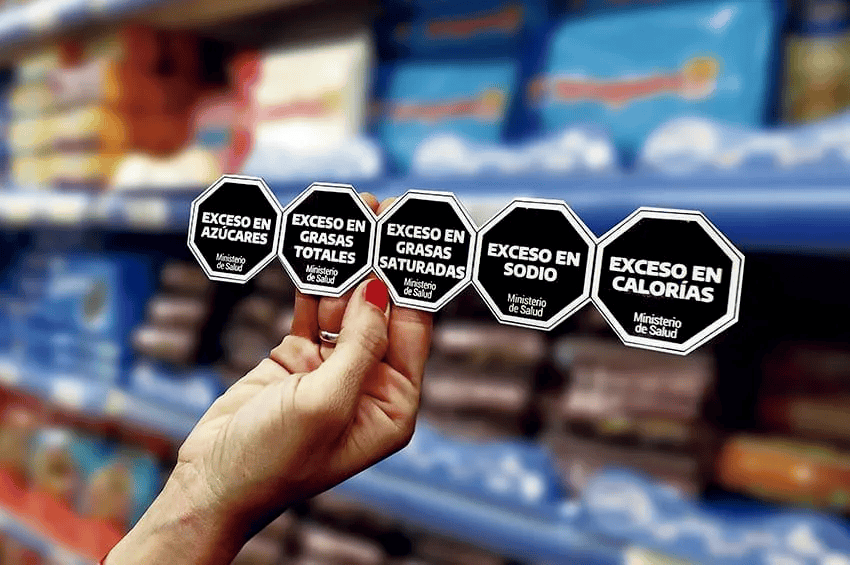 EXCESO EN
AZÚCARES
Ministerio
de Salud
EXCESO EN
GRASAS
TOTALES
Ministerio
de Salud
EXCESO EN
GRASAS
SATURADAS
Ministerio
de Salud
EXCESO EN
SODIO
Ministerio
de Salud
EXCESO EN
CALORÍAS
Ministerio
de Salud